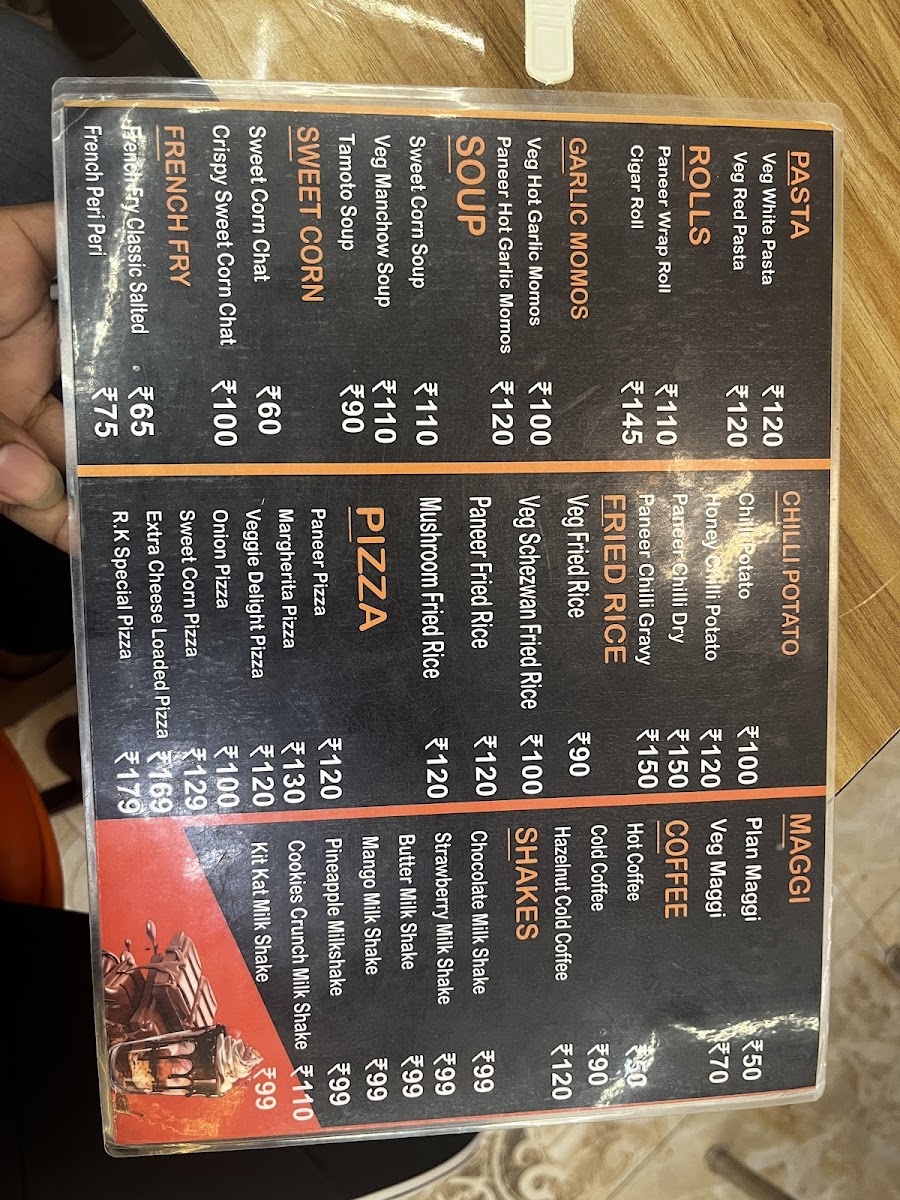 PASTA
Veg White Pasta ₹120
Veg Red Pasta ₹120
ROLLS
Paneer Wrap Roll ₹110
Cigar Roll ₹145
GARLIC MOMOS
Veg Hot Garlic Momos ₹100
Paneer Hot Garlic Momos ₹120
SOUP
Sweet Corn Soup ₹110
Veg Manchow Soup ₹110
Tamoto Soup ₹90
SWEET CORN
Sweet Corn Chat ₹60
Crispy Sweet Corn Chat ₹100
FRENCH FRY
French Fry Classic Salted ₹65
French Peri Peri ₹75
CHILLI POTATO
Chilli Potato ₹100
Honey Chilli Potato ₹120
Paneer Chilli Dry ₹150
Paneer Chilli Gravy ₹150
FRIED RICE
Veg Fried Rice ₹90
Veg Schezwan Fried Rice ₹100
Paneer Fried Rice ₹120
Mushroom Fried Rice ₹120
PIZZA
Paneer Pizza ₹120
Margherita Pizza ₹130
Veggie Delight Pizza ₹120
Onion Pizza ₹100
Sweet Corn Pizza ₹129
Extra Cheese Loaded Pizza ₹169
R.K Special Pizza ₹179
MAGGI
Plan Maggi ₹50
Veg Maggi ₹70
COFFEE
Hot Coffee ₹50
Cold Coffee ₹90
Hazelnut Cold Coffee ₹120
SHAKES
Chocolate Milk Shake ₹99
Strawberry Milk Shake ₹99
Butter Milk Shake ₹99
Mango Milk Shake ₹99
Pineapple Milkshake ₹99
Cookies Crunch Milk Shake ₹110
Kit Kat Milk Shake ₹99